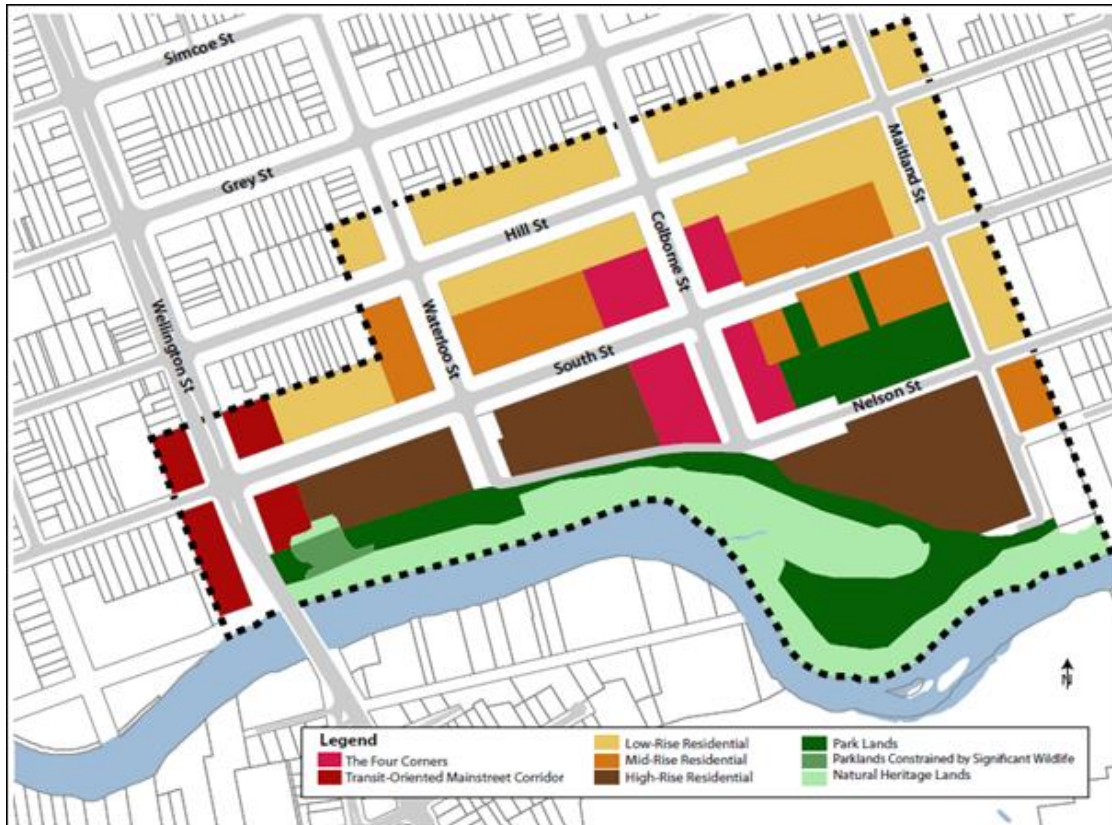 Simcoe St
Grey St
Hill St
Maitland St
Colborne St
Waterloo St
Wellington St
South St
Nelson St
N
Legend
The Four Corners
Transit-Oriented Mainstreet Corridor
Low-Rise Residential
Mid-Rise Residential
High-Rise Residential
Park Lands
Parklands Constrained by Significant Wildlife
Natural Heritage Lands